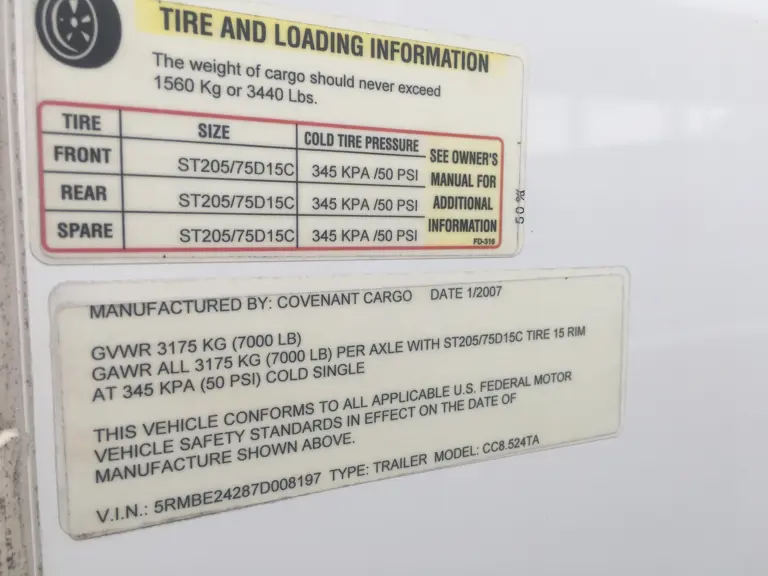 TIRE AND LOADING INFORMATION
The weight of cargo should never exceed
1560 Kg or 3440 Lbs.
TIRE SIZE COLD TIRE PRESSURE SEE OWNER'S MANUAL FOR ADDITIONAL INFORMATION
FRONT ST205/75D15C 345 KPA /50 PSI
REAR ST205/75D15C 345 KPA /50 PSI
SPARE ST205/75D15C 345 KPA /50 PSI
FD-316
MANUFACTURED BY: COVENANT CARGO DATE 1/2007
GVWR 3175 KG (7000 LB)
GAWR ALL 3175 KG (7000 LB) PER AXLE WITH ST205/75D15C TIRE 15 RIM
AT 345 KPA (50 PSI) COLD SINGLE
THIS VEHICLE CONFORMS TO ALL APPLICABLE U.S. FEDERAL MOTOR
VEHICLE SAFETY STANDARDS IN EFFECT ON THE DATE OF
MANUFACTURE SHOWN ABOVE.
V.I.N.: 5RMBE24287D008197 TYPE: TRAILER MODEL: CC8.524TA